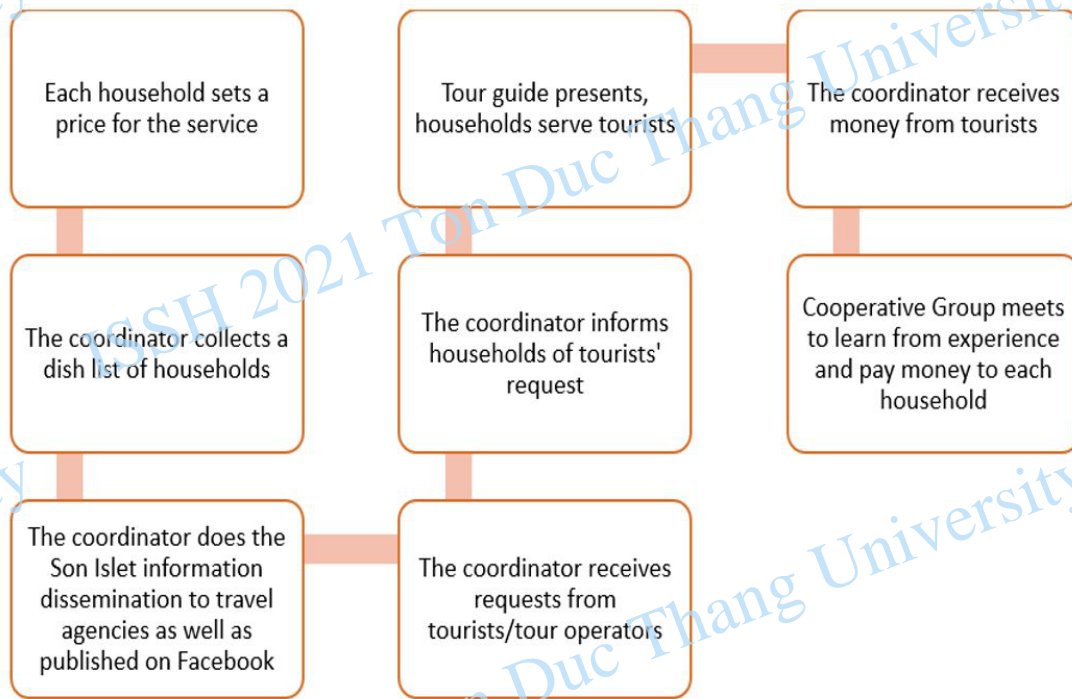 Each household sets a
price for the service
The coordinator collects a
dish list of households
The coordinator does the
Son Islet information
dissemination to travel
agencies as well as
published on Facebook
The coordinator receives
requests from
tourists/tour operators
The coordinator informs
households of tourists'
request
Tour guide presents,
households serve tourists
The coordinator receives
money from tourists
Cooperative Group meets
to learn from experience
and pay money to each
household
ISSH 2021 Ton Duc Thang University
Duc Thang University